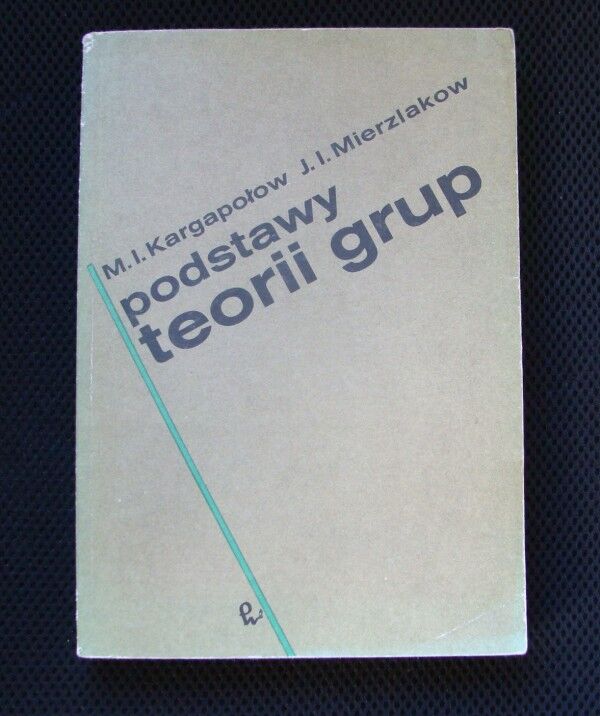 M.I.Kargapołow J.I.Mierzlakow
podstawy
teorii grup